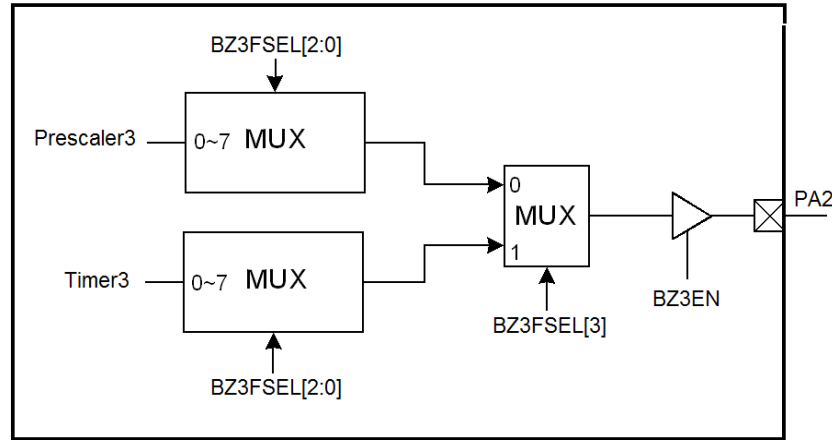 BZ3FSEL[2:0]
Prescaler3
0~7 MUX
0
MUX
PA2
1
Timer3
0~7 MUX
BZ3EN
BZ3FSEL[3]
BZ3FSEL[2:0]